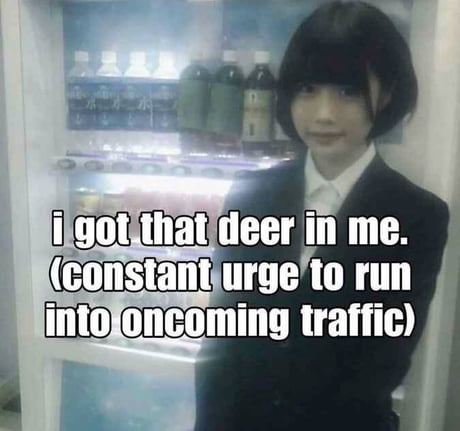 i got that deer in me.
(constant urge to run
into oncoming traffic)